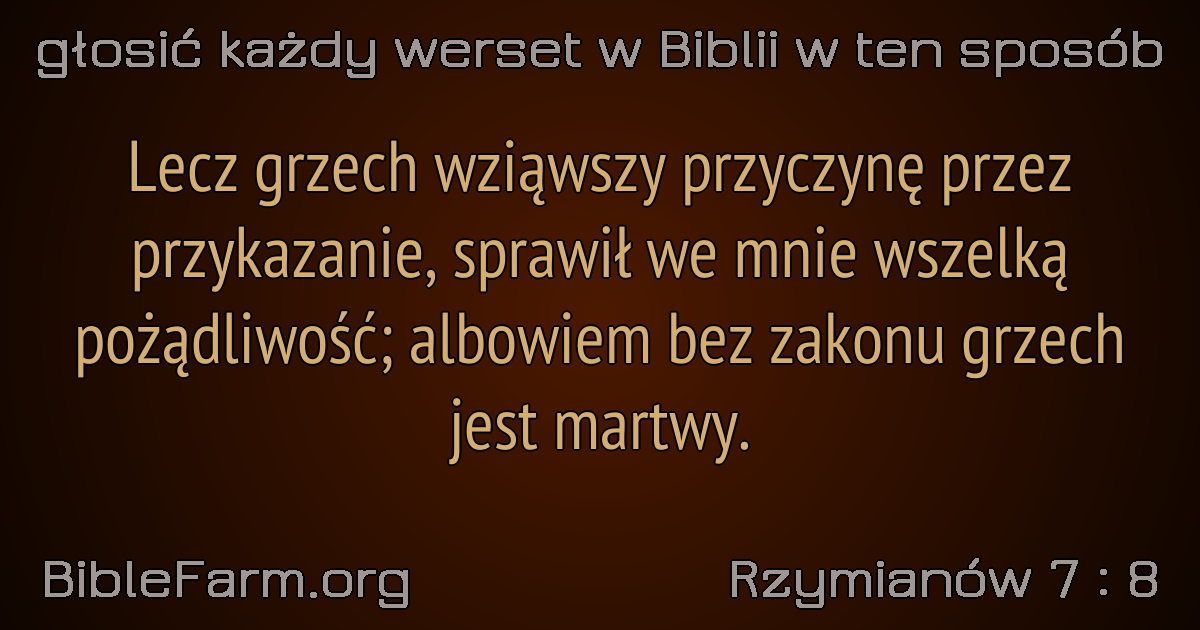 głosić każdy werset w Biblii w ten sposób
Lecz grzech wziąwszy przyczynę przez
przykazanie, sprawił we mnie wszelką
pożądliwość; albowiem bez zakonu grzech
jest martwy.
BibleFarm.org
Rzymianów 7 : 8